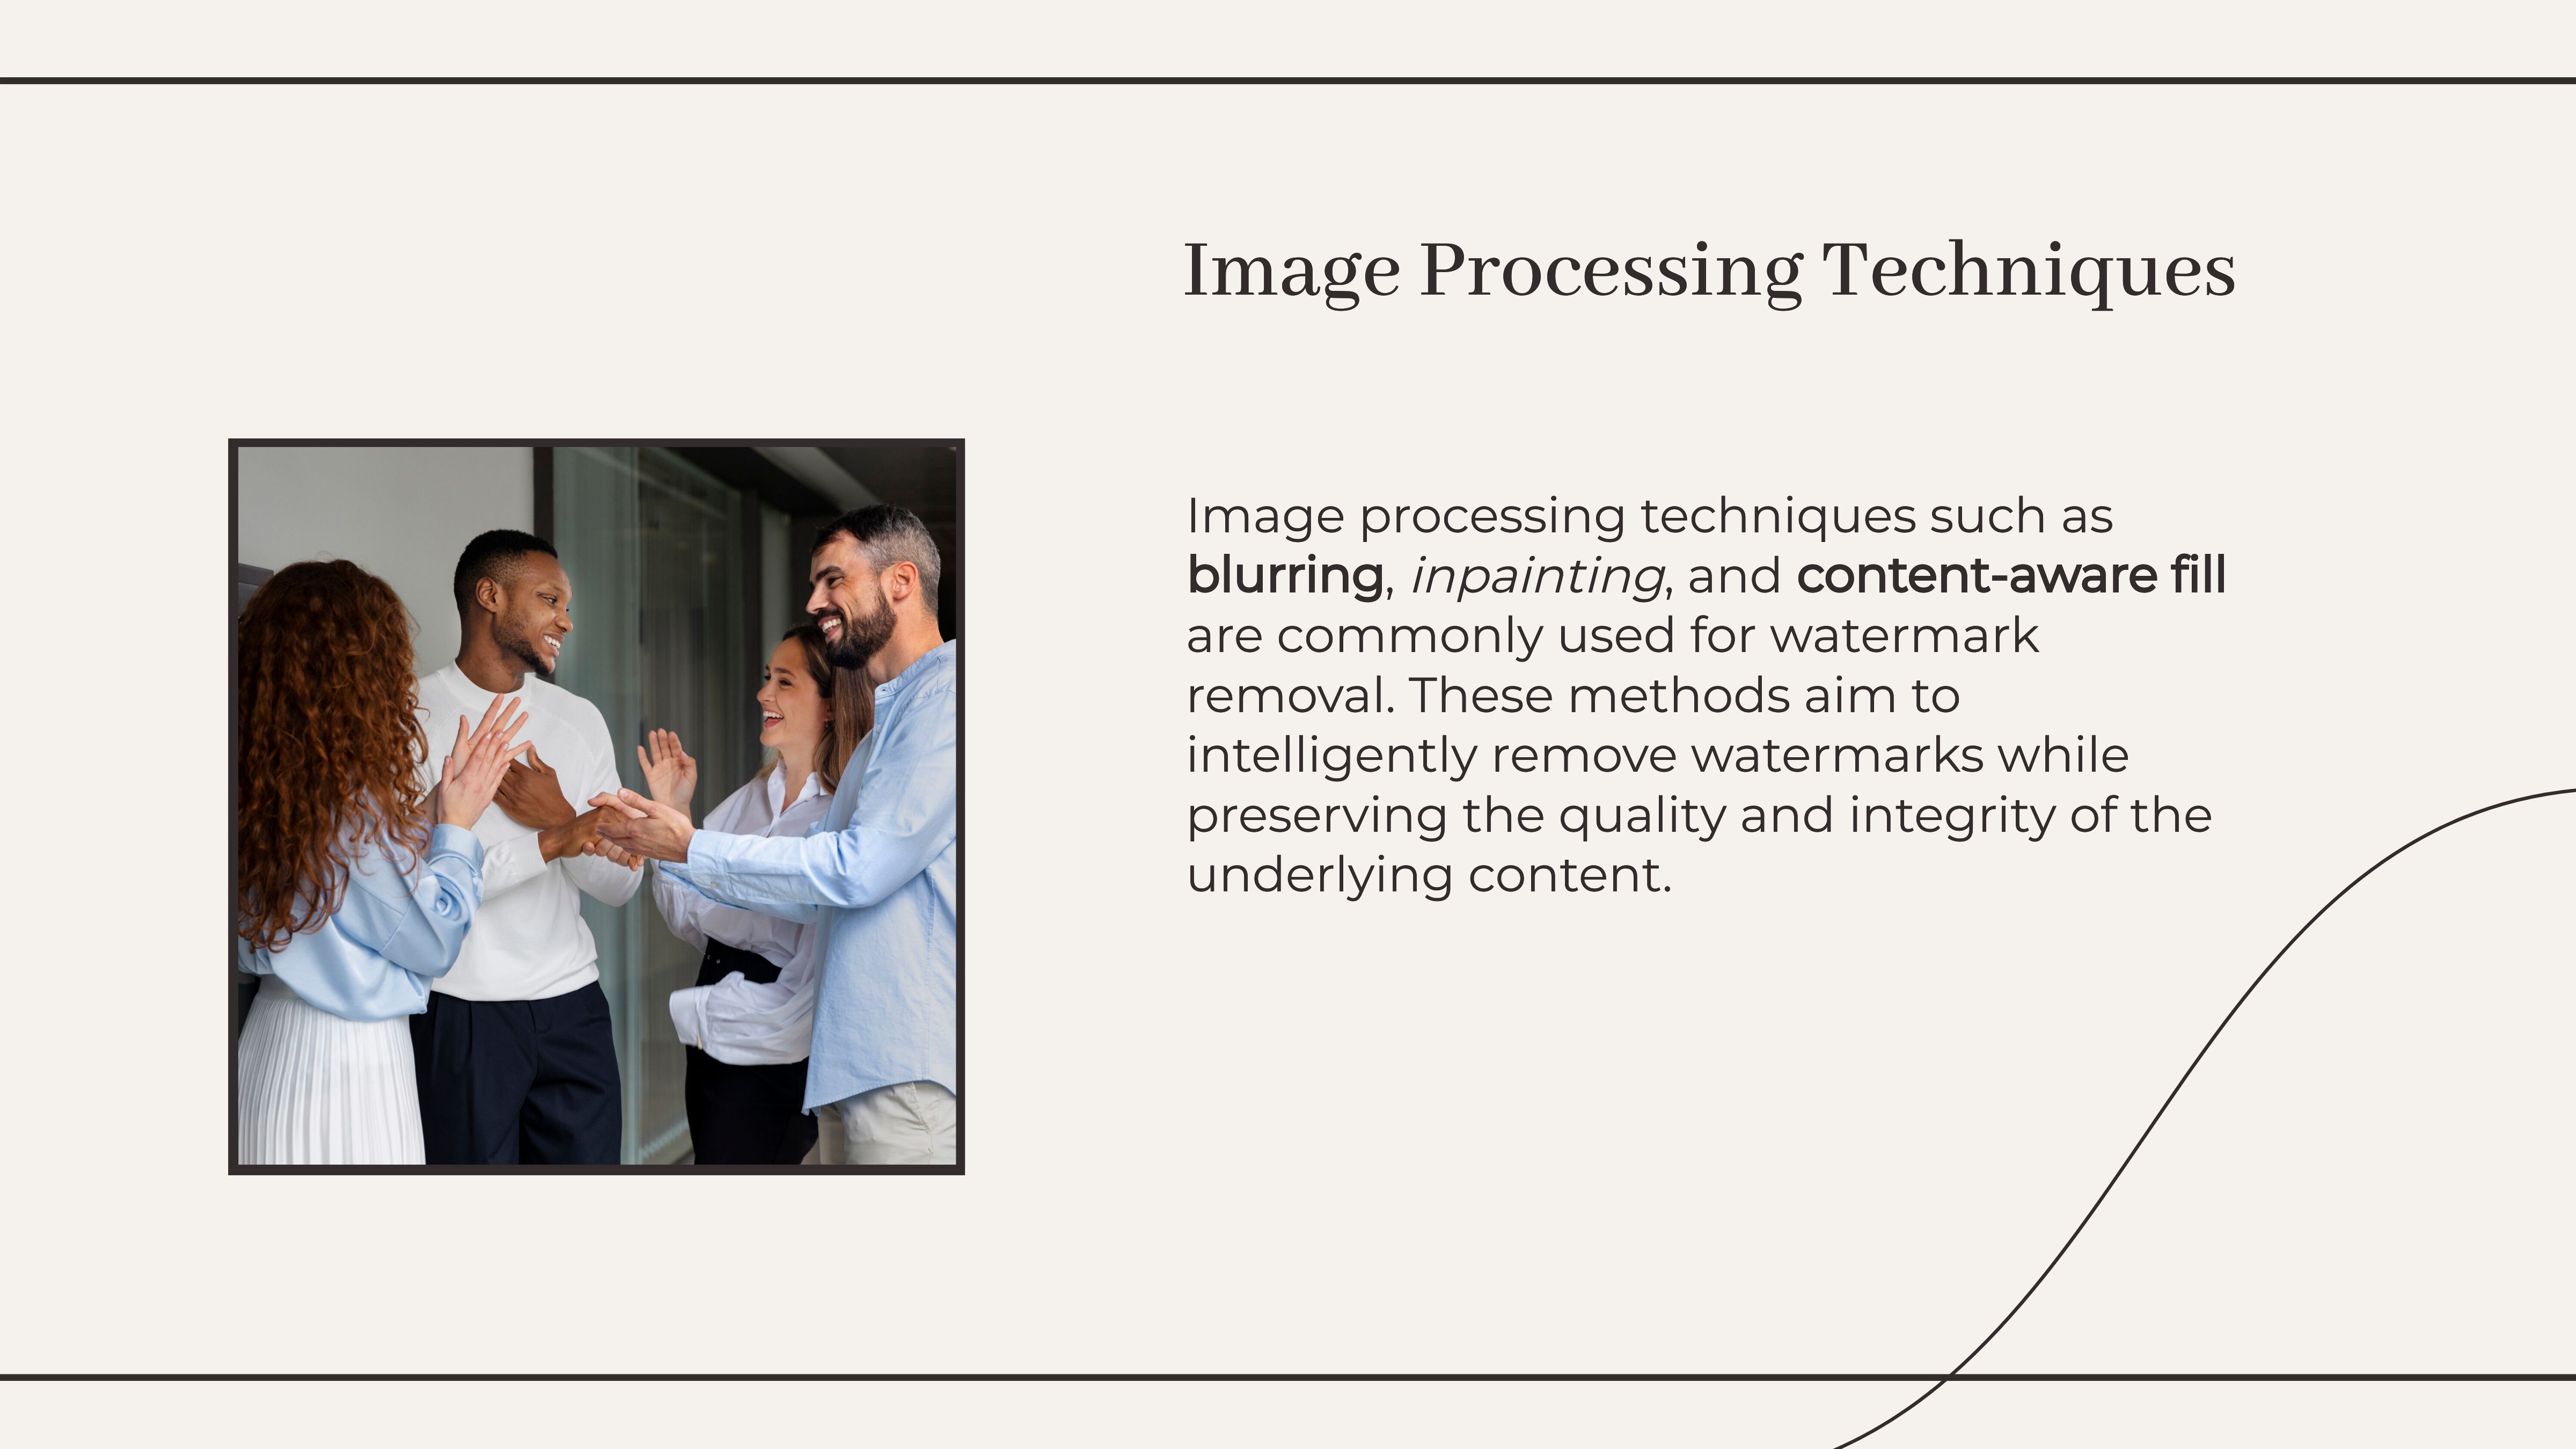 Image Processing Techniques
Image processing techniques such as
blurring, inpainting, and content-aware fill
are commonly used for watermark
removal. These methods aim to
intelligently remove watermarks while
preserving the quality and integrity of the
underlying content.